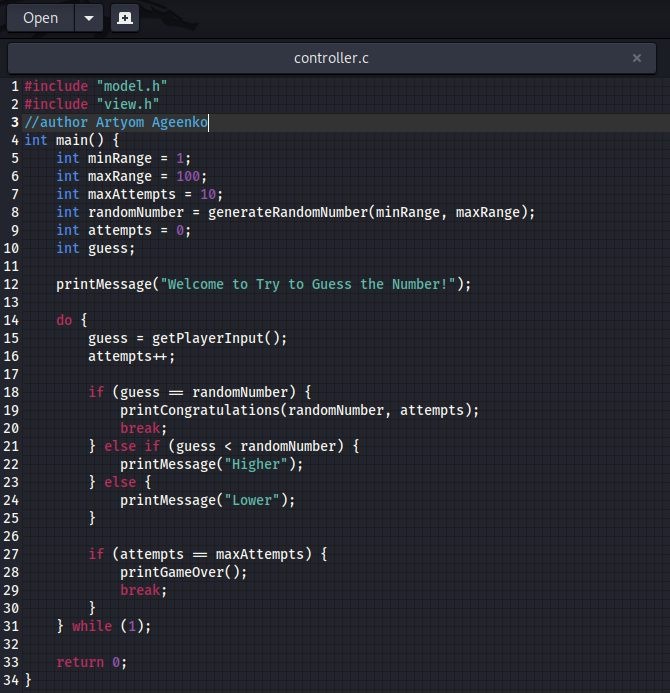 Open
controller.c
1 #include "model.h"
2 #include "view.h"
3 //author Artyom Ageenko
4 int main() {
5     int minRange = 1;
6     int maxRange = 100;
7     int maxAttempts = 10;
8     int randomNumber = generateRandomNumber(minRange, maxRange);
9     int attempts = 0;
10     int guess;
11
12     printMessage("Welcome to Try to Guess the Number!");
13
14     do {
15         guess = getPlayerInput();
16         attempts++;
17
18         if (guess == randomNumber) {
19             printCongratulations(randomNumber, attempts);
20             break;
21         } else if (guess < randomNumber) {
22             printMessage("Higher");
23         } else {
24             printMessage("Lower");
25         }
26
27         if (attempts == maxAttempts) {
28             printGameOver();
29             break;
30         }
31     } while (1);
32
33     return 0;
34 }